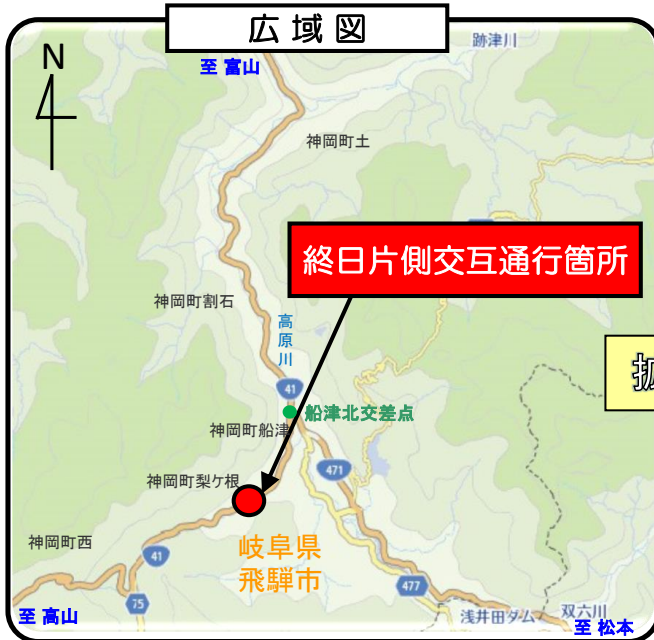 広域図
N
至 富山
跡津川
神岡町土
終日片側交互通行箇所
神岡町割石
高原川
拡
41
船津北交差点
神岡町船津
471
神岡町梨ケ根
岐阜県
飛騨市
神岡町西
41
75
477
至 高山
浅井田ダム
双六川
至 松本